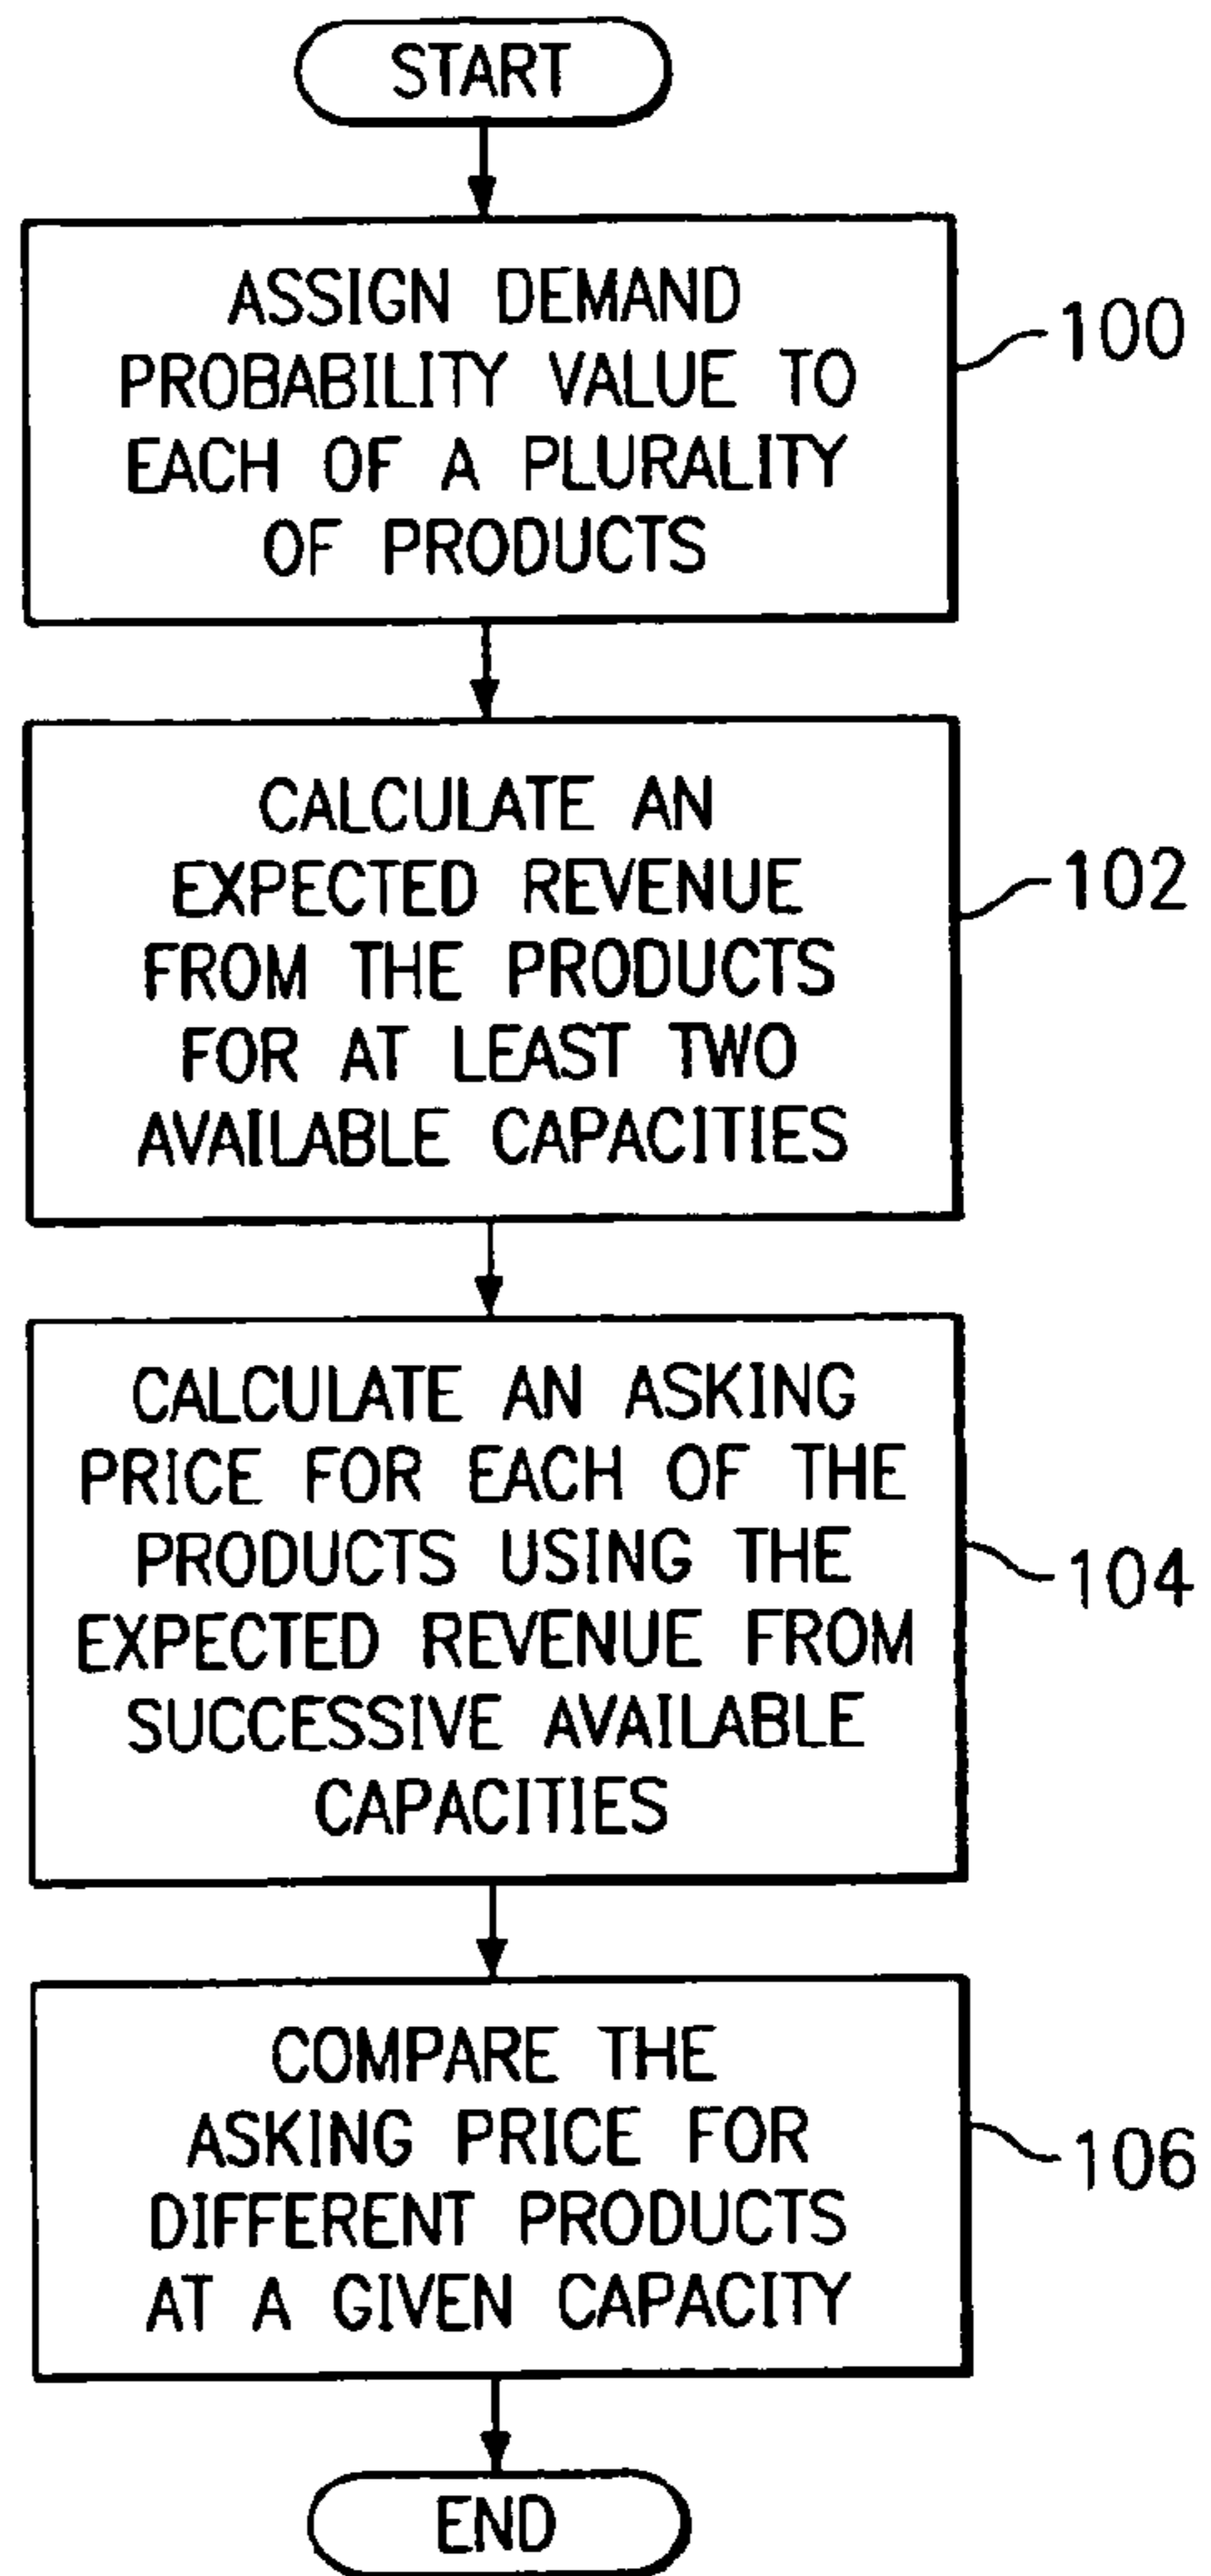 START
ASSIGN DEMAND
PROBABILITY VALUE TO
EACH OF A PLURALITY
OF PRODUCTS
100
CALCULATE AN
EXPECTED REVENUE
FROM THE PRODUCTS
FOR AT LEAST TWO
AVAILABLE CAPACITIES
102
CALCULATE AN ASKING
PRICE FOR EACH OF THE
PRODUCTS USING THE
EXPECTED REVENUE FROM
SUCCESSIVE AVAILABLE
CAPACITIES
104
COMPARE THE
ASKING PRICE FOR
DIFFERENT PRODUCTS
AT A GIVEN CAPACITY
106
END